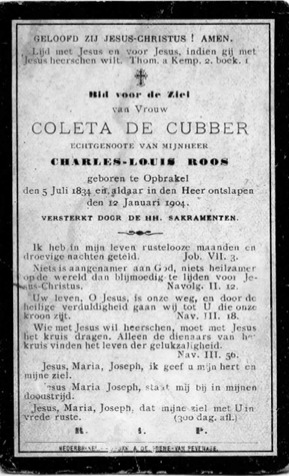 GELOOFD ZIJ JESUS-CHRISTUS ! AMEN.
Lijd met Jesus en voor Jesus, indien gij met
Jesus heerschen wilt. Thom. a Kemp. 2. boek. 1
Bid voor de Ziel
van Vrouw
COLETA DE CUBBER
ECHTGENOOTE VAN MIJNHEER
CHARLES-LOUIS ROOS
geboren te Opbrakel
den 5 Juli 1834 en aldaar in den Heer ontslapen
den 12 Januari 1904.
VERSTERKT DOOR DE HH. SAKRAMENTEN.
Ik heb in mijn leven rustelooze maanden en
droevige nachten geteld. Job. VII. 3.
Niets is aangenamer aan God, niets heilzamer
op de wereld dan blijmoedig te lijden voor Je-
sus-Christus. Navolg. II. 12.
Uw leven, O Jesus, is onze weg, en door de
heilige verduldigheid gaan wij tot U die onze
kroon zijt. Nav. III. 18.
Wie met Jesus wil heerschen, moet met Jesus
het kruis dragen. Alleen de dienaars van het
kruis vinden het leven der gelukzaligheid.
Nav. III. 56.
Jesus, Maria, Joseph, ik geef u mijn hert en
mijne ziel.
Jesus Maria Joseph, staat mij bij in mijnen
doodstrijd.
Jesus, Maria, Joseph, dat mijne ziel met U in
vrede ruste. (300 dag. afl.)
R. I. P.